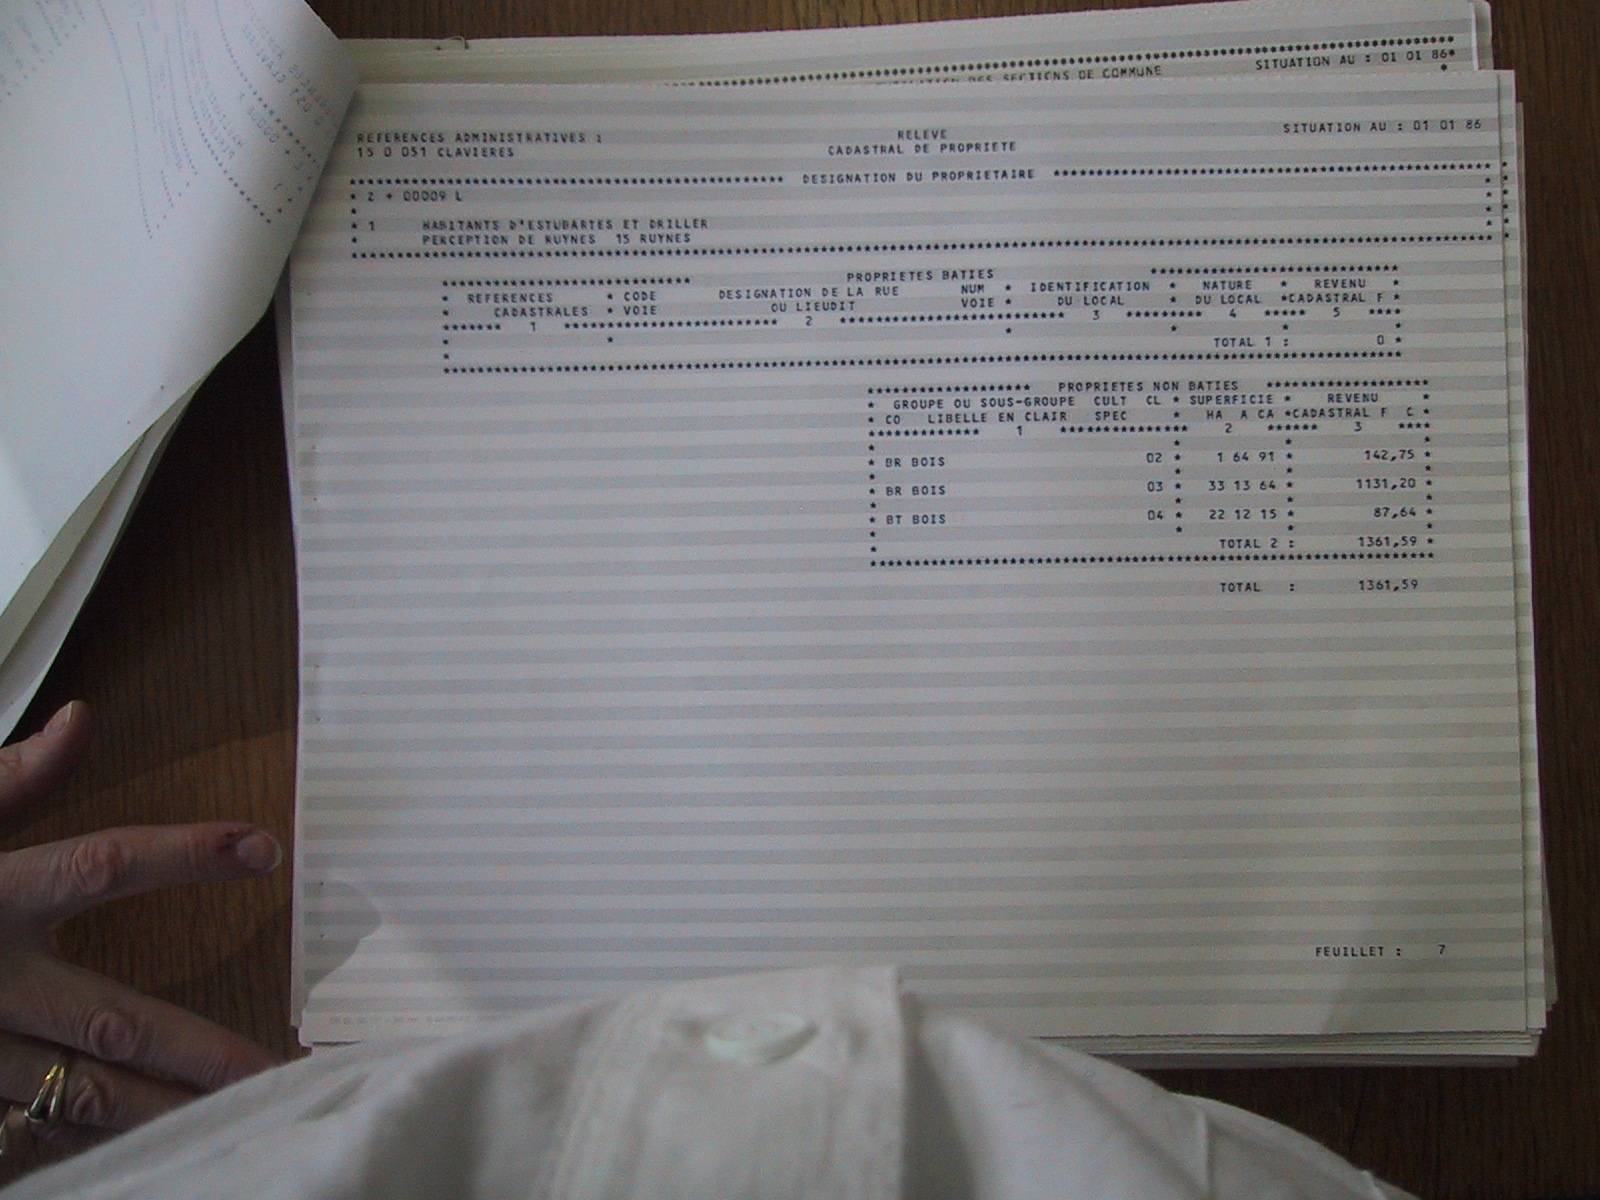 SITUATION AU : 01 01 86*
DES SECTIONS DE COMMUNE
REFERENCES ADMINISTRATIVES : RELEVE SITUATION AU : 01 01 86
15 0 051 CLAVIERES CADASTRAL DE PROPRIETE
DESIGNATION DU PROPRIETAIRE
* 2 + 00009 L
* 1 HABITANTS D'ESTUBARTES ET DRILLER
PERCEPTION DE RUYNES 15 RUYNES
PROPRIETES BATIES
* REFERENCES * CODE DESIGNATION DE LA RUE NUM * IDENTIFICATION * NATURE * REVENU *
* CADASTRALES * VOIE OU LIEUDIT VOIE * DU LOCAL * DU LOCAL *CADASTRAL F *
******* 1 ******* 2 ******* 3 ******* 4 ***** 5 ****
TOTAL 1 : 0 *
PROPRIETES NON BATIES
* GROUPE OU SOUS-GROUPE CULT CL * SUPERFICIE * REVENU *
* CO LIBELLE EN CLAIR SPEC * HA A CA *CADASTRAL F C *
************* 1 **************** 2 ****** 3 ****
* BR BOIS 02 * 1 64 91 * 142,75 *
* BR BOIS 03 * 33 13 64 * 1131,20 *
* BT BOIS 04 * 22 12 15 * 87,64 *
TOTAL 2 : 1361,59 *
TOTAL : 1361,59
FEUILLET : 7